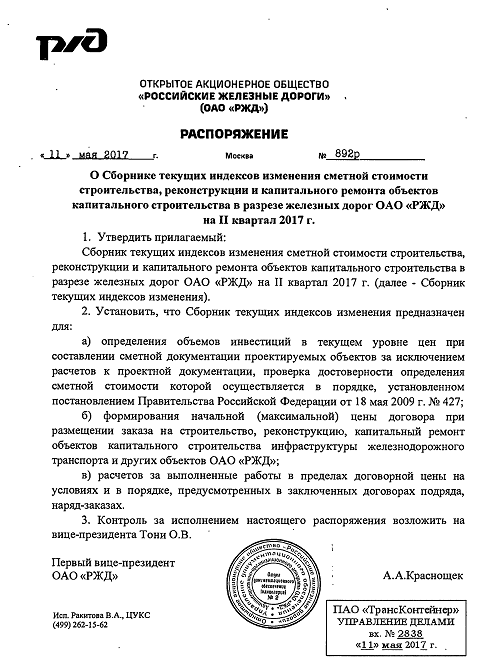 РЖД
ОТКРЫТОЕ АКЦИОНЕРНОЕ ОБЩЕСТВО
«РОССИЙСКИЕ ЖЕЛЕЗНЫЕ ДОРОГИ»
(ОАО «РЖД»)
РАСПОРЯЖЕНИЕ
«11» мая 2017 г. Москва № 892р
О Сборнике текущих индексов изменения сметной стоимости
строительства, реконструкции и капитального ремонта объектов
капитального строительства в разрезе железных дорог ОАО «РЖД»
на II квартал 2017 г.
1. Утвердить прилагаемый:
Сборник текущих индексов изменения сметной стоимости строительства,
реконструкции и капитального ремонта объектов капитального строительства в
разрезе железных дорог ОАО «РЖД» на II квартал 2017 г. (далее - Сборник
текущих индексов изменения).
2. Установить, что Сборник текущих индексов изменения предназначен
для:
а) определения объемов инвестиций в текущем уровне цен при
составлении сметной документации проектируемых объектов за исключением
расчетов к проектной документации, проверка достоверности определения
сметной стоимости которой осуществляется в порядке, установленном
постановлением Правительства Российской Федерации от 18 мая 2009 г. № 427;
б) формирования начальной (максимальной) цены договора при
размещении заказа на строительство, реконструкцию, капитальный ремонт
объектов капитального строительства инфраструктуры железнодорожного
транспорта и других объектов ОАО «РЖД»;
в) расчетов за выполненные работы в пределах договорной цены на
условиях и в порядке, предусмотренных в заключенных договорах подряда,
наряд-заказах.
3. Контроль за исполнением настоящего распоряжения возложить на
вице-президента Тони О.В.
Первый вице-президент
ОАО «РЖД»
А.А.Краснощек
Исп. Ракитова В.А., ЦУКС
(499) 262-15-62
ПАО «ТрансКонтейнер»
УПРАВЛЕНИЕ ДЕЛАМИ
вх. № 2838
«11» мая 2017 г.